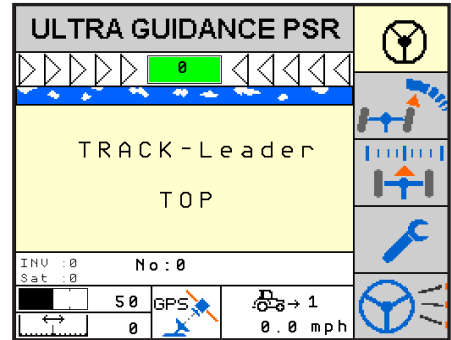 ULTRA GUIDANCE PSR
0
TRACK-Leader
TOP
INV :0
No:0
Sat :0
50
GPS
→ 1
0
0.0 mph